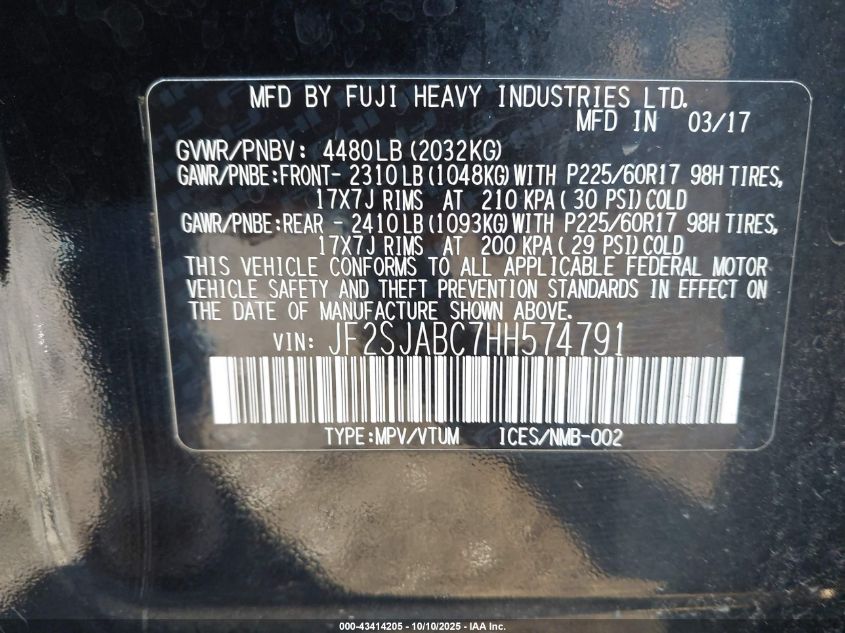 MFD BY FUJI HEAVY INDUSTRIES LTD.
MFD IN 03/17
GVWR/PNBV: 4480LB (2032KG)
GAWR/PNBE:FRONT- 2310 LB (1048KG) WITH P225/60R17 98H TIRES,
17X7J RIMS AT 210 KPA ( 30 PSI) COLD
GAWR/PNBE:REAR - 2410 LB (1093KG) WITH P225/60R17 98H TIRES,
17X7J RIMS AT 200 KPA ( 29 PSI) COLD
THIS VEHICLE CONFORMS TO ALL APPLICABLE FEDERAL MOTOR
VEHICLE SAFETY AND THEFT PREVENTION STANDARDS IN EFFECT ON
THE DATE OF MANUFACTURE SHOWN ABOVE.
VIN: JF2SJABC7HH574791
TYPE:MPV/VTUM ICES/NMB-002
000-43414205 - 10/10/2025 - IAA Inc.